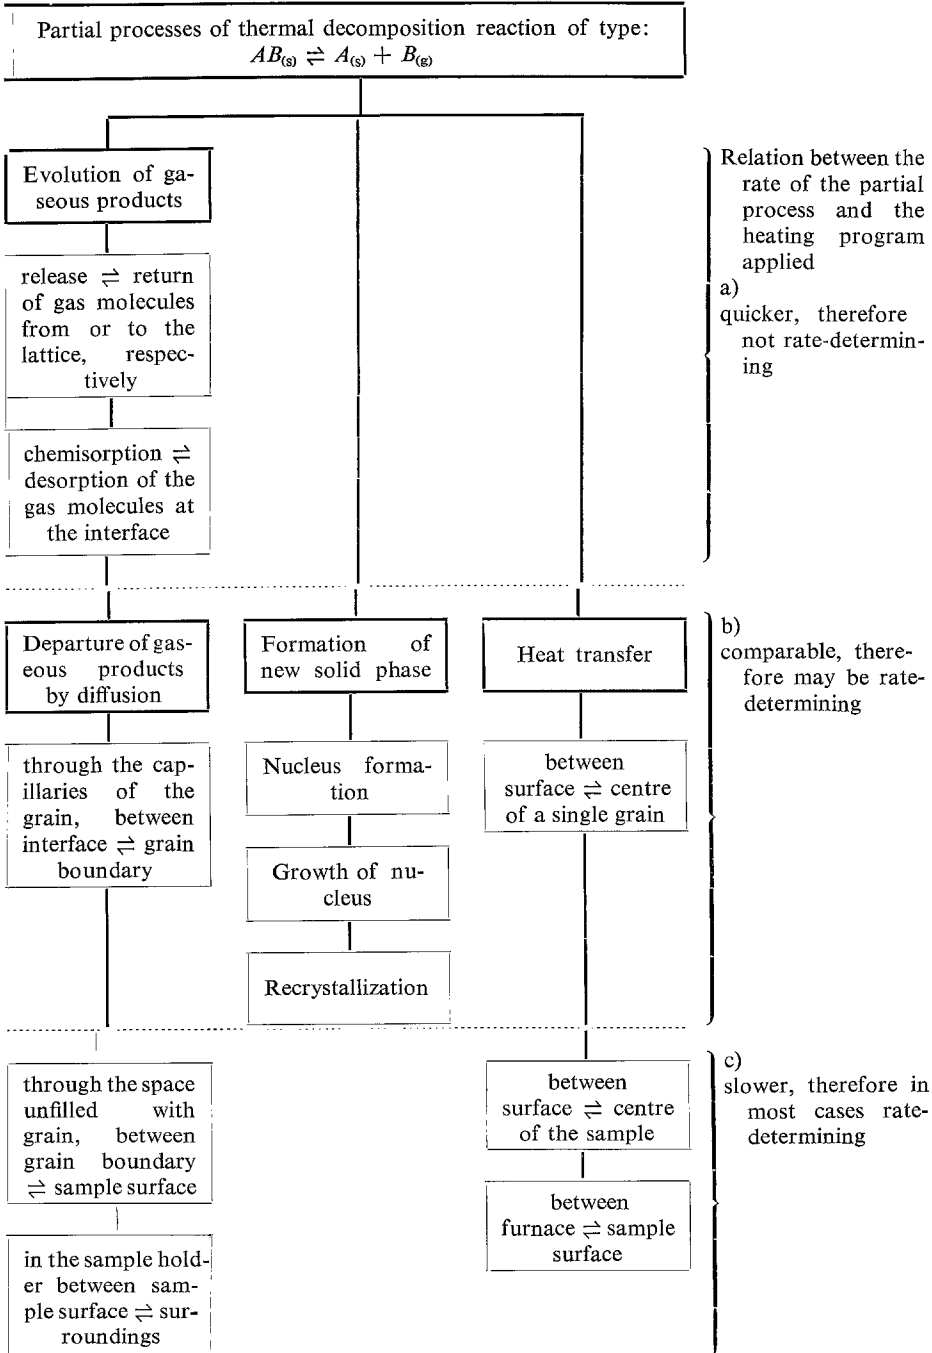 Partial processes of thermal decomposition reaction of type:
AB(s) ⇌ A(s) + B(g)
Evolution of ga-
seous products
release ⇌ return
of gas molecules
from or to the
lattice, respec-
tively
chemisorption ⇌
desorption of the
gas molecules at
the interface
Relation between the
rate of the partial
process and the
heating program
applied
a)
quicker, therefore
not rate-determin-
ing
Departure of gas-
eous products
by diffusion
through the cap-
illaries of the
grain, between
interface ⇌ grain
boundary
Formation of
new solid phase
Nucleus forma-
tion
Growth of nu-
cleus
Recrystallization
Heat transfer
between
surface ⇌ centre
of a single grain
b)
comparable, there-
fore may be rate-
determining
through the space
unfilled with
grain, between
grain boundary
⇌ sample surface
in the sample hold-
er between sam-
ple surface ⇌ sur-
roundings
between
surface ⇌ centre
of the sample
between
furnace ⇌ sample
surface
c)
slower, therefore in
most cases rate-
determining